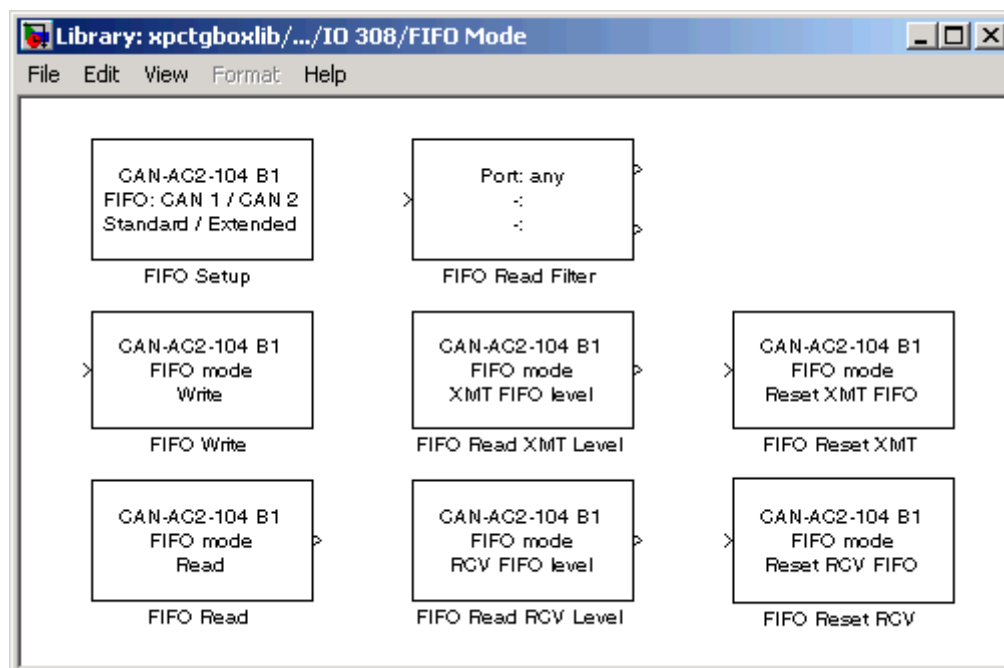 Library: xpctgboxlib/.../IO 308/FIFO Mode
File Edit View Format Help
CAN-AC2-104 B1
FIFO: CAN 1 / CAN 2
Standard / Extended
FIFO Setup
Port: any
-:
-:
FIFO Read Filter
CAN-AC2-104 B1
FIFO mode
Write
FIFO Write
CAN-AC2-104 B1
FIFO mode
XMT FIFO level
FIFO Read XMT Level
CAN-AC2-104 B1
FIFO mode
Reset XMT FIFO
FIFO Reset XMT
CAN-AC2-104 B1
FIFO mode
Read
FIFO Read
CAN-AC2-104 B1
FIFO mode
RCV FIFO level
FIFO Read RCV Level
CAN-AC2-104 B1
FIFO mode
Reset RCV FIFO
FIFO Reset RCV